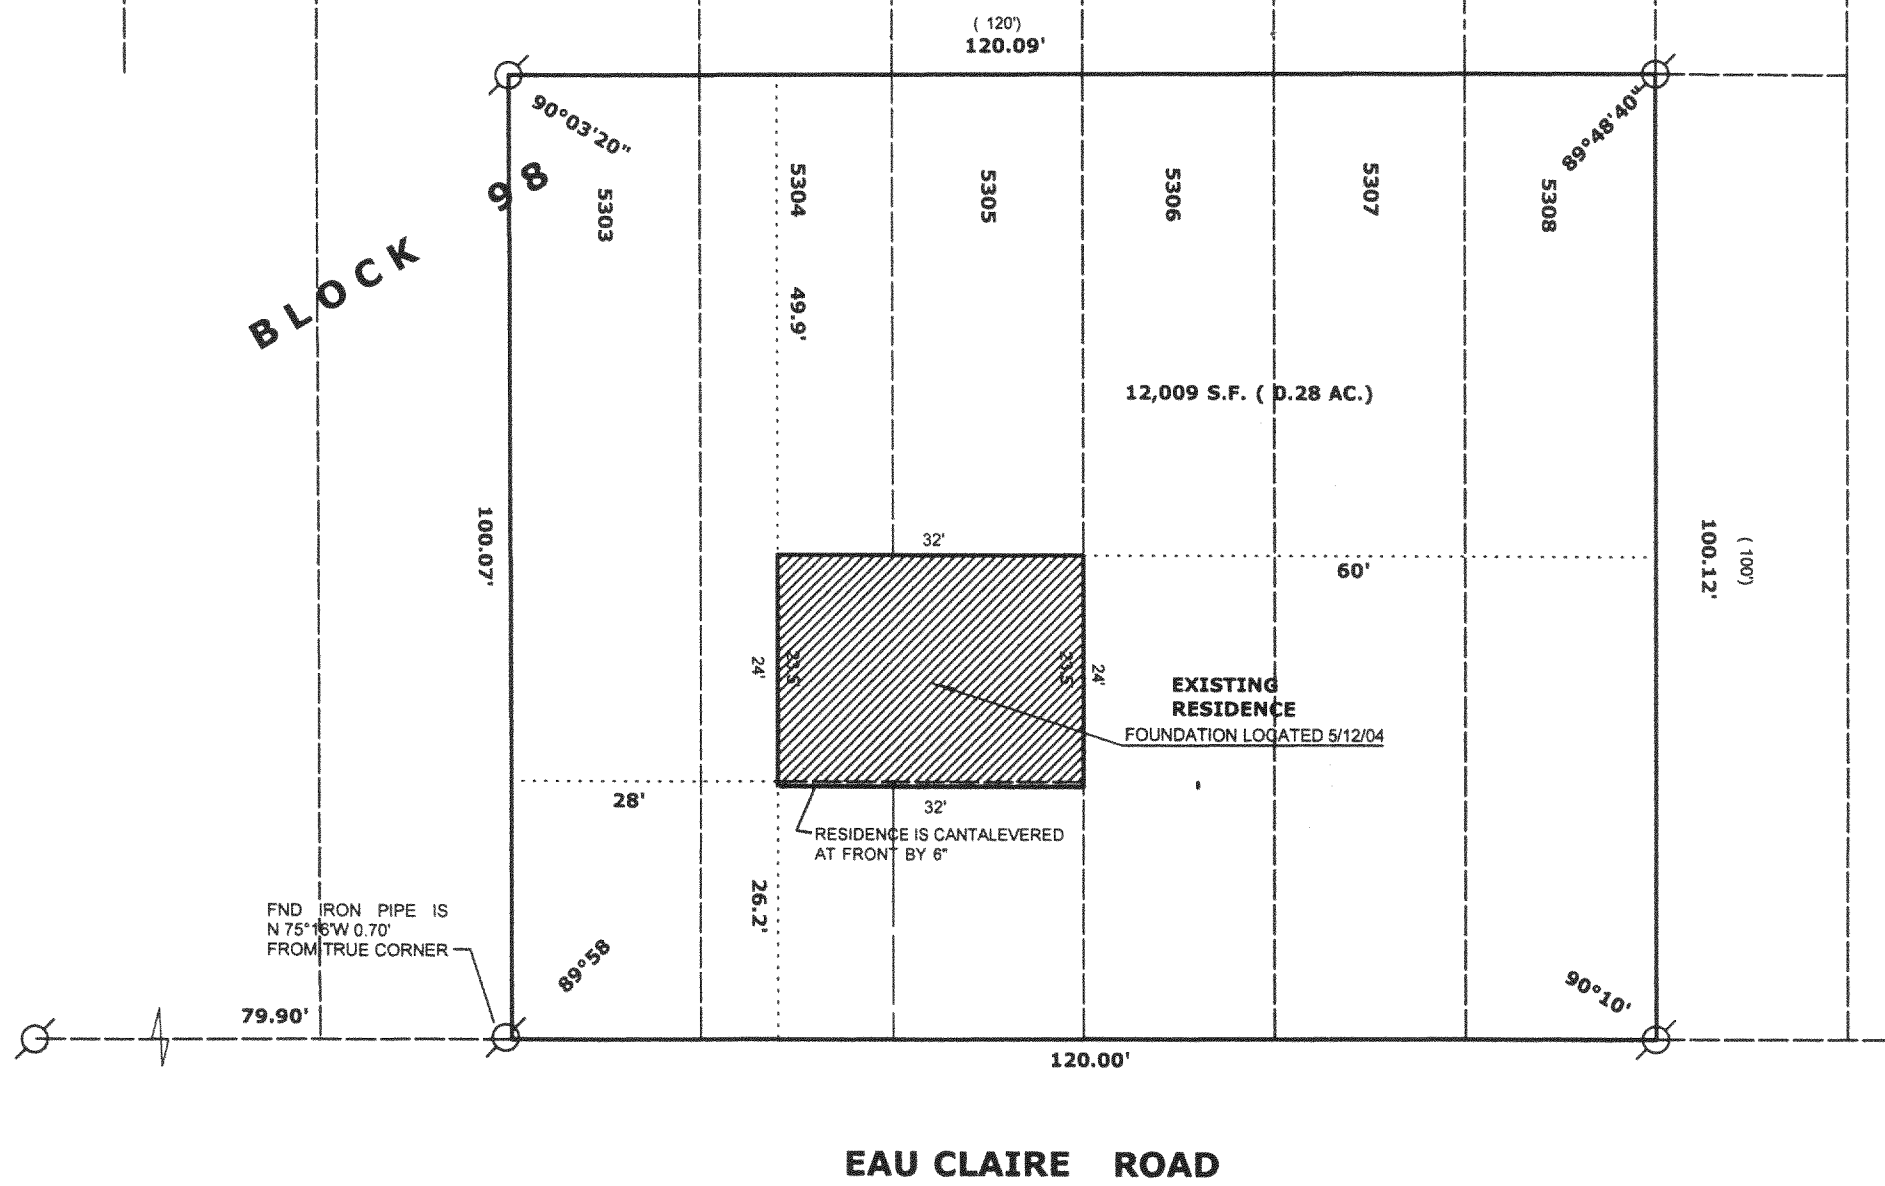 ( 120')
120.09'
90°03'20"
89°48'40"
BLOCK 98
5303
5304
5305
5306
5307
5308
49.9'
12,009 S.F. ( 0.28 AC.)
100.07'
100.12'
( 100')
32'
60'
24'
23.5'
23.5'
24'
EXISTING
RESIDENCE
FOUNDATION LOCATED 5/12/04
28'
32'
RESIDENCE IS CANTALEVERED
AT FRONT BY 6"
26.2'
FND IRON PIPE IS
N 75°16'W 0.70'
FROM TRUE CORNER
89°58
90°10'
79.90'
120.00'
EAU CLAIRE ROAD